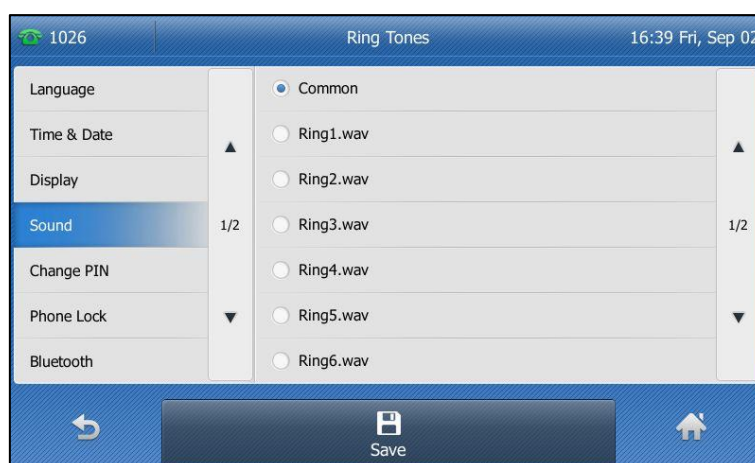 1026 Ring Tones 16:39 Fri, Sep 02
Language
Time & Date
Display
Sound
Change PIN
Phone Lock
Bluetooth
1/2
Common
Ring1.wav
Ring2.wav
Ring3.wav
Ring4.wav
Ring5.wav
Ring6.wav
1/2
Save